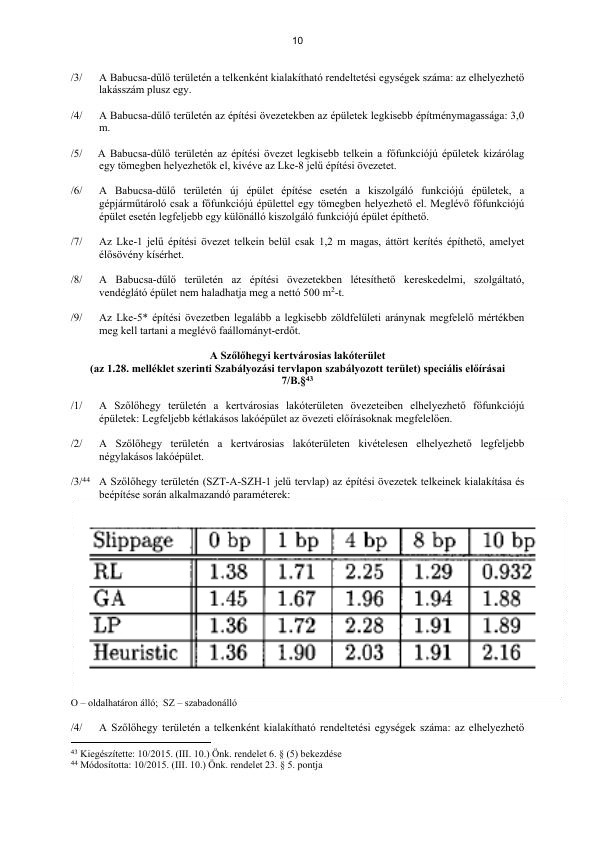 10
/3/ A Babucsa-dűlő területén a telkenként kialakítható rendeltetési egységek száma: az elhelyezhető
lakásszám plusz egy.
/4/ A Babucsa-dűlő területén az építési övezetekben az épületek legkisebb építménymagassága: 3,0
m.
/5/ A Babucsa-dűlő területén az építési övezet legkisebb telkein a főfunkciójú épületek kizárólag
egy tömegben helyezhetők el, kivéve az Lke-8 jelű építési övezetet.
/6/ A Babucsa-dűlő területén új épület építése esetén a kiszolgáló funkciójú épületek, a
gépjárműtároló csak a főfunkciójú épülettel egy tömegben helyezhető el. Meglévő főfunkciójú
épület esetén legfeljebb egy különálló kiszolgáló funkciójú épület építhető.
/7/ Az Lke-1 jelű építési övezet telkein belül csak 1,2 m magas, áttört kerítés építhető, amelyet
élősövény kísérhet.
/8/ A Babucsa-dűlő területén az építési övezetekben létesíthető kereskedelmi, szolgáltató,
vendéglátó épület nem haladhatja meg a nettó 500 m²-t.
/9/ Az Lke-5* építési övezetben legalább a legkisebb zöldfelületi aránynak megfelelő mértékben
meg kell tartani a meglévő faállományt-erdőt.
A Szőlőhegyi kertvárosias lakóterület
(az 1.28. melléklet szerinti Szabályozási tervlapon szabályozott terület) speciális előírásai
7/B.§⁴³
/1/ A Szőlőhegy területén a kertvárosias lakóterületen övezeteiben elhelyezhető főfunkciójú
épületek: Legfeljebb kétlakásos lakóépület az övezeti előírásoknak megfelelően.
/2/ A Szőlőhegy területén a kertvárosias lakóterületen kivételesen elhelyezhető legfeljebb
négylakásos lakóépület.
/3/⁴⁴ A Szőlőhegy területén (SZT-A-SZH-1 jelű tervlap) az építési övezetek telkeinek kialakítása és
beépítése során alkalmazandó paraméterek:
Slippage 0 bp 1 bp 4 bp 8 bp 10 bp
RL 1.38 1.71 2.25 1.29 0.932
GA 1.45 1.67 1.96 1.94 1.88
LP 1.36 1.72 2.28 1.91 1.89
Heuristic 1.36 1.90 2.03 1.91 2.16
O – oldalhatáron álló; SZ – szabadonálló
/4/ A Szőlőhegy területén a telkenként kialakítható rendeltetési egységek száma: az elhelyezhető
⁴³ Kiegészítette: 10/2015. (III. 10.) Önk. rendelet 6. § (5) bekezdése
⁴⁴ Módosította: 10/2015. (III. 10.) Önk. rendelet 23. § 5. pontja